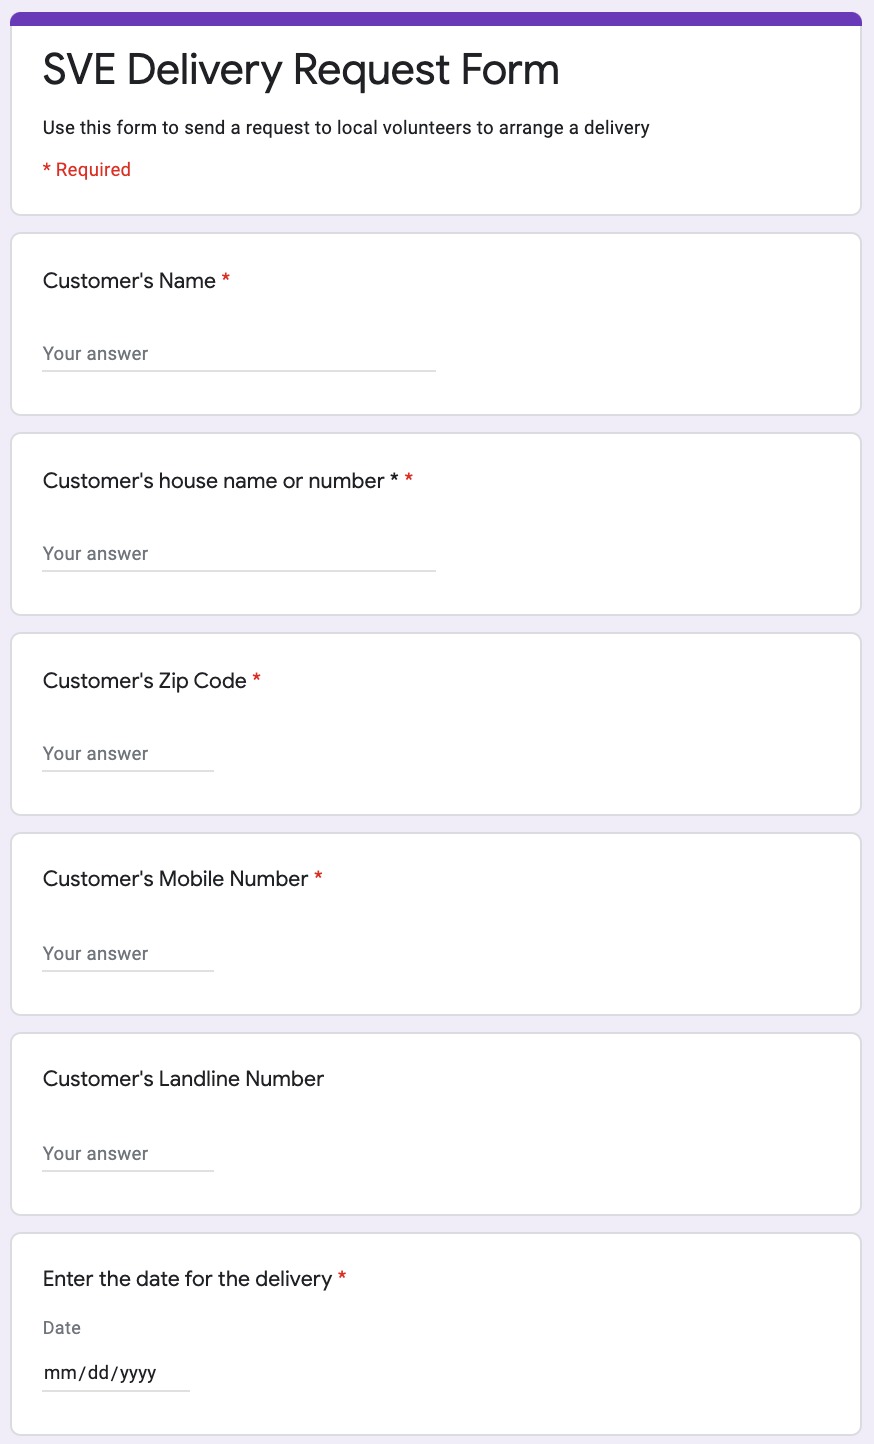 SVE Delivery Request Form
Use this form to send a request to local volunteers to arrange a delivery
* Required
Customer's Name *
Your answer
Customer's house name or number * *
Your answer
Customer's Zip Code *
Your answer
Customer's Mobile Number *
Your answer
Customer's Landline Number
Your answer
Enter the date for the delivery *
Date
mm/dd/yyyy